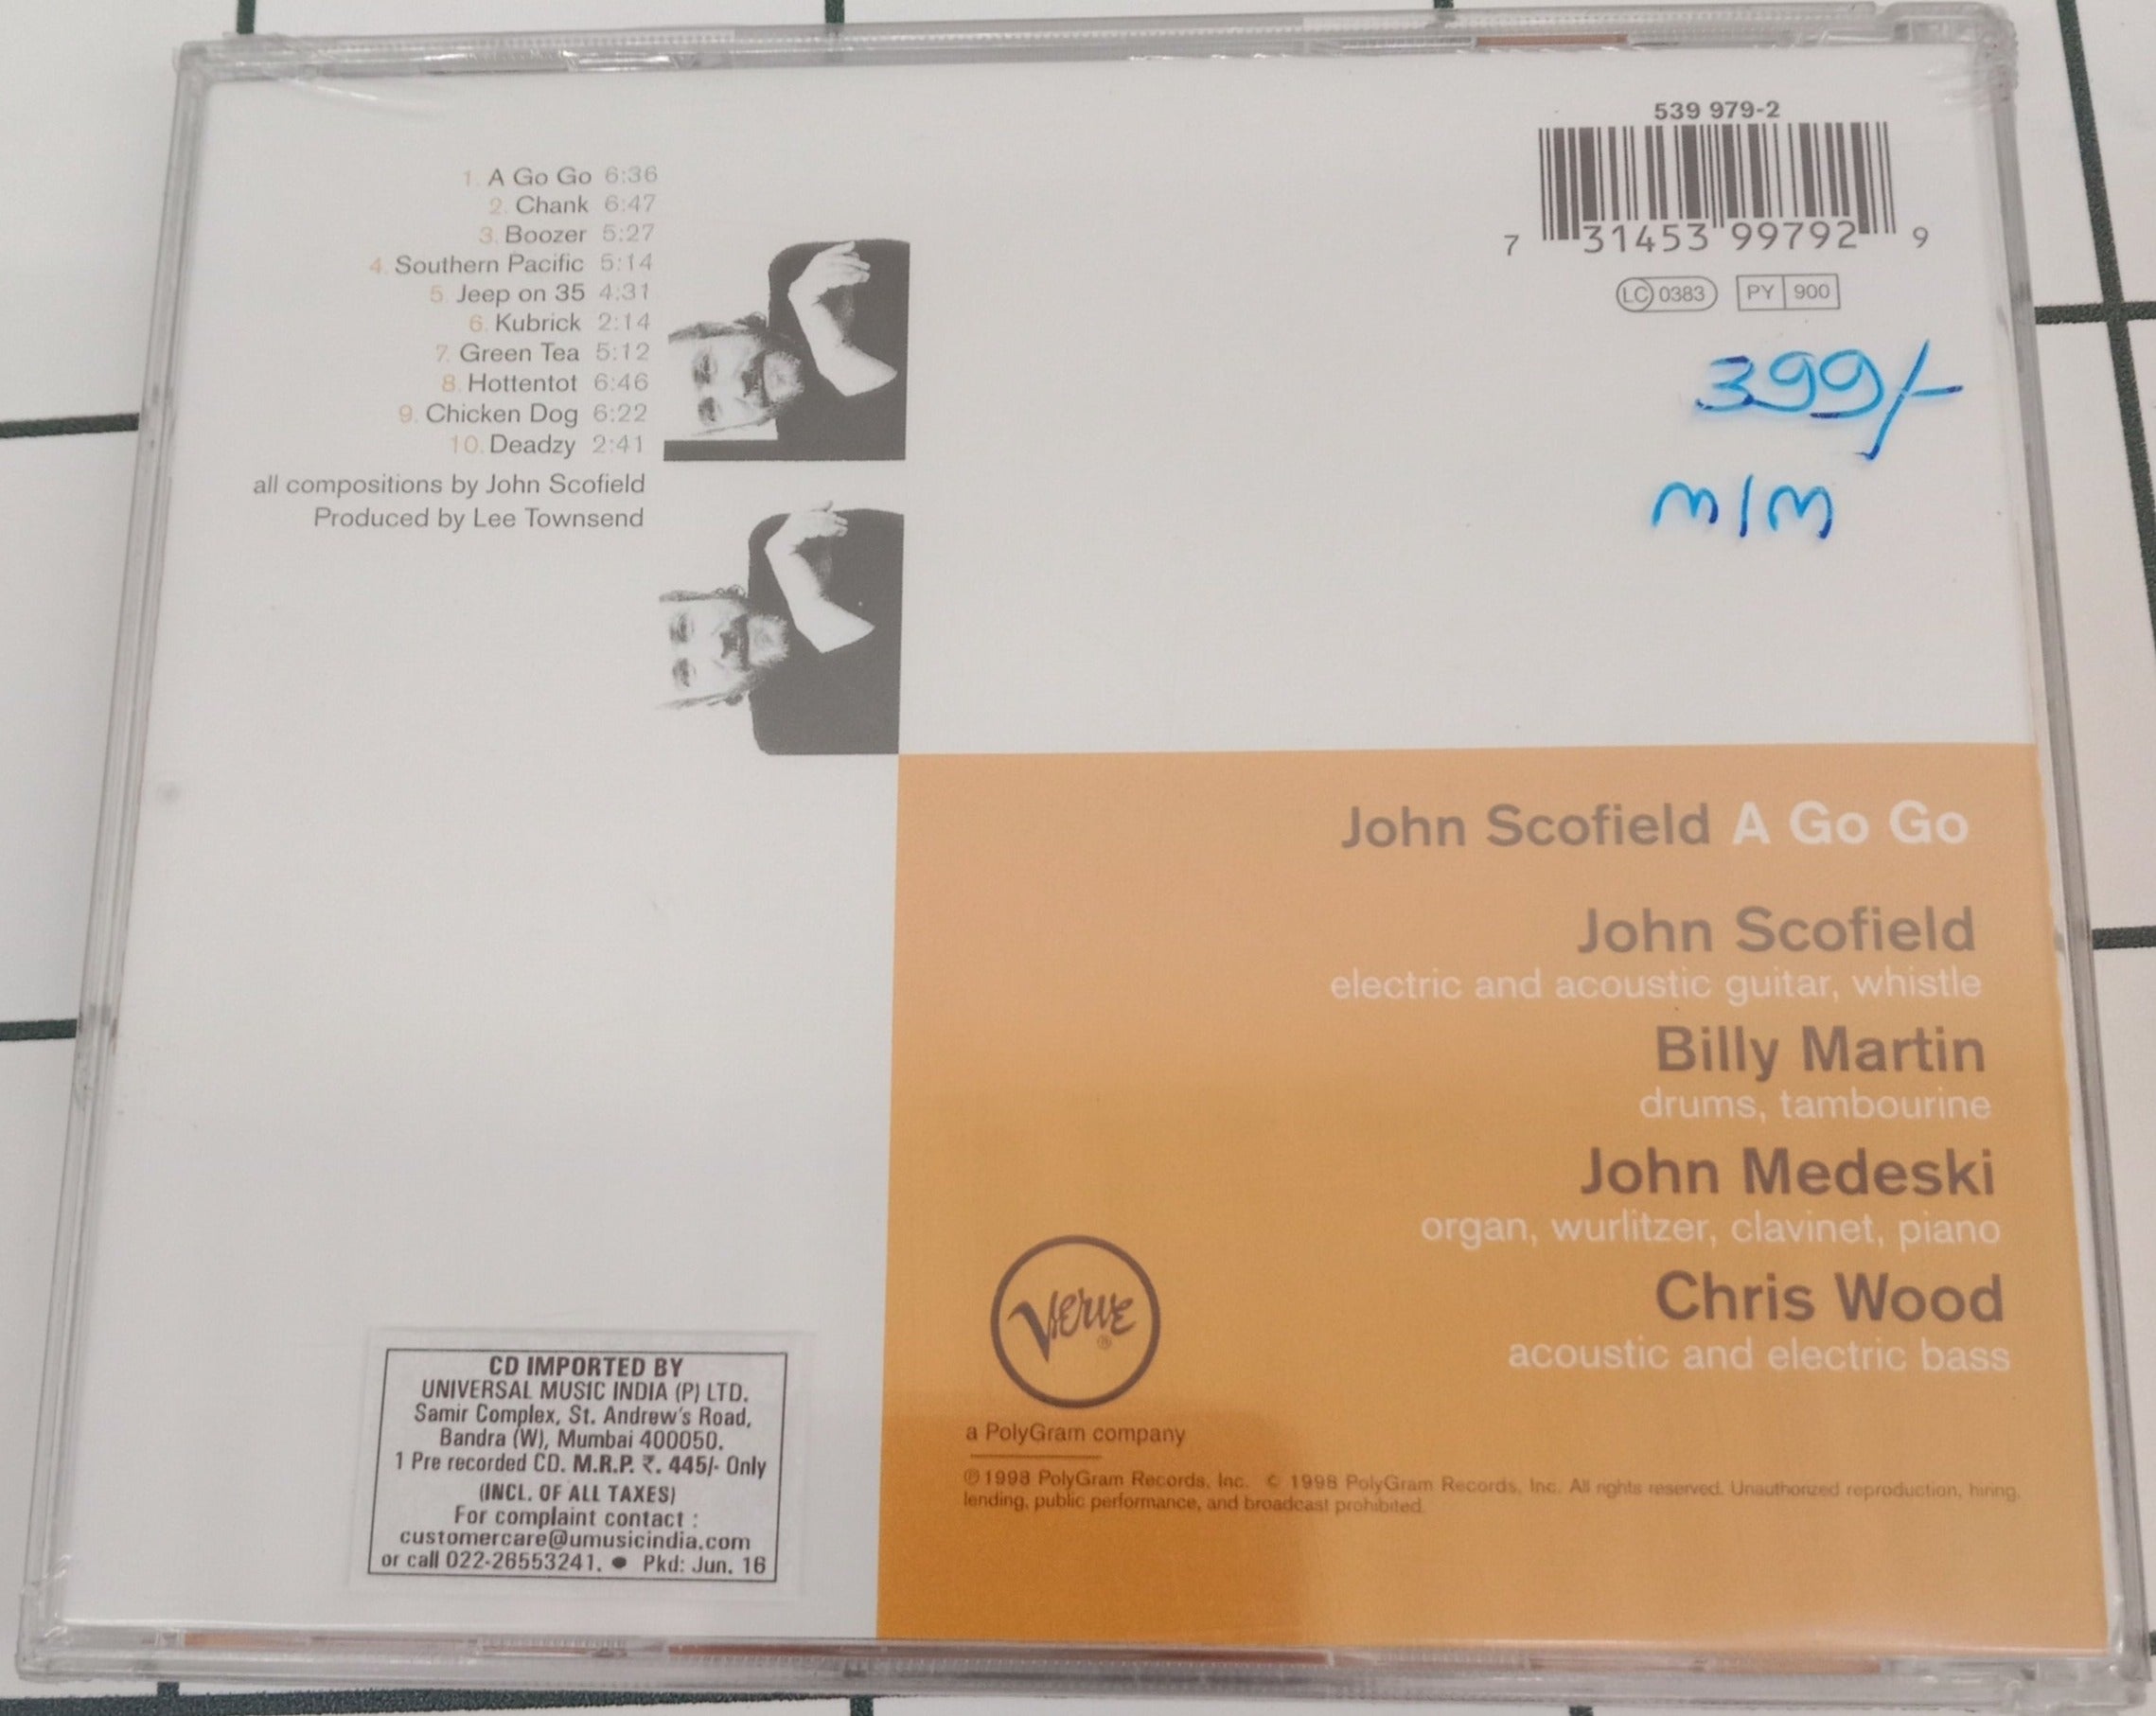 1. A Go Go 6:36
2. Chank 6:47
3. Boozer 5:27
4. Southern Pacific 5:14
5. Jeep on 35 4:31
6. Kubrick 2:14
7. Green Tea 5:12
8. Hottentot 6:46
9. Chicken Dog 6:22
10. Deadzy 2:41
all compositions by John Scofield
Produced by Lee Townsend
539 979-2
7 31453 99792 9
LC 0383 PY 900
399/-
M/M
John Scofield A Go Go
John Scofield
electric and acoustic guitar, whistle
Billy Martin
drums, tambourine
John Medeski
organ, wurlitzer, clavinet, piano
Chris Wood
acoustic and electric bass
Verve ®
a PolyGram company
℗1998 PolyGram Records, Inc. © 1998 PolyGram Records, Inc. All rights reserved. Unauthorized reproduction, hiring,
lending, public performance, and broadcast prohibited.
CD IMPORTED BY
UNIVERSAL MUSIC INDIA (P) LTD.
Samir Complex, St. Andrew's Road,
Bandra (W), Mumbai 400050.
1 Pre recorded CD. M.R.P. ₹. 445/- Only
(INCL. OF ALL TAXES)
For complaint contact :
customercare@umusicindia.com
or call 022-26553241. ● Pkd: Jun. 16